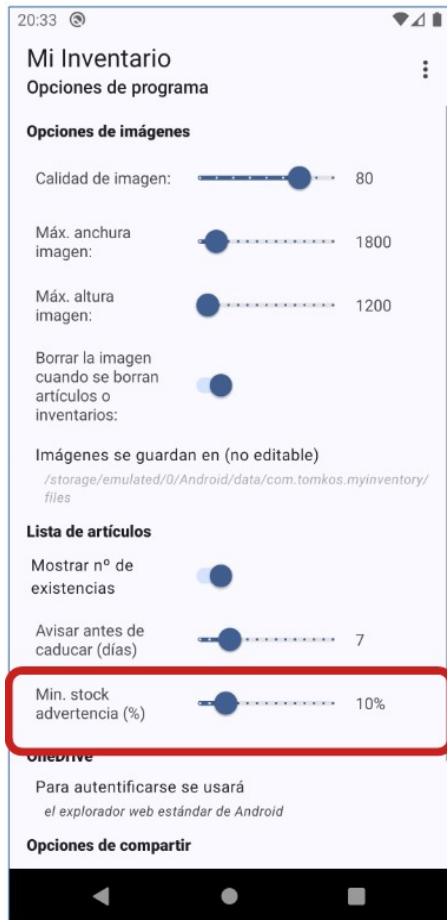 20:33
Mi Inventario
Opciones de programa
Opciones de imágenes
Calidad de imagen:
80
Máx. anchura
imagen:
1800
Máx. altura
imagen:
1200
Borrar la imagen
cuando se borran
artículos o
inventarios:
Imágenes se guardan en (no editable)
/storage/emulated/0/Android/data/com.tomkos.myinventory/
files
Lista de artículos
Mostrar nº de
existencias
Avisar antes de
caducar (días)
7
Min. stock
advertencia (%)
10%
OneDrive
Para autentificarse se usará
el explorador web estándar de Android
Opciones de compartir